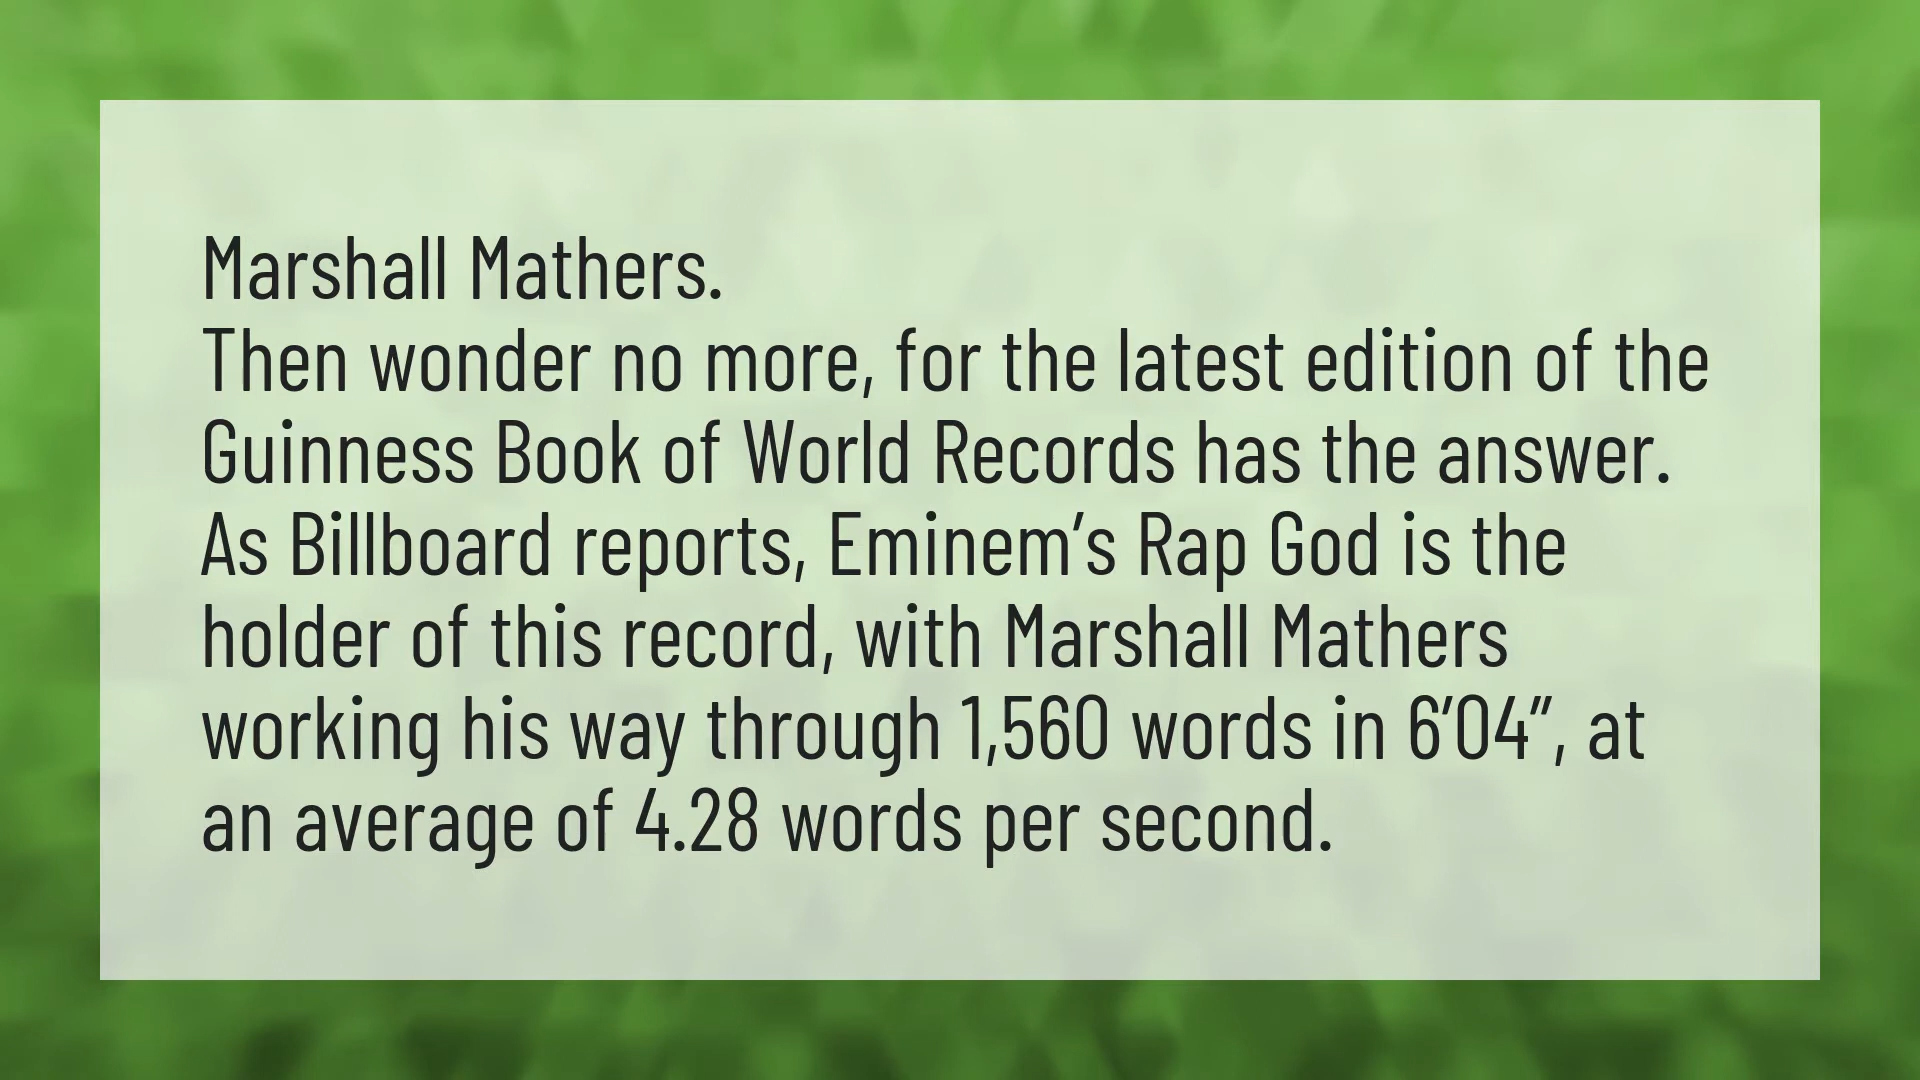 Marshall Mathers.
Then wonder no more, for the latest edition of the
Guinness Book of World Records has the answer.
As Billboard reports, Eminem’s Rap God is the
holder of this record, with Marshall Mathers
working his way through 1,560 words in 6’04”, at
an average of 4.28 words per second.